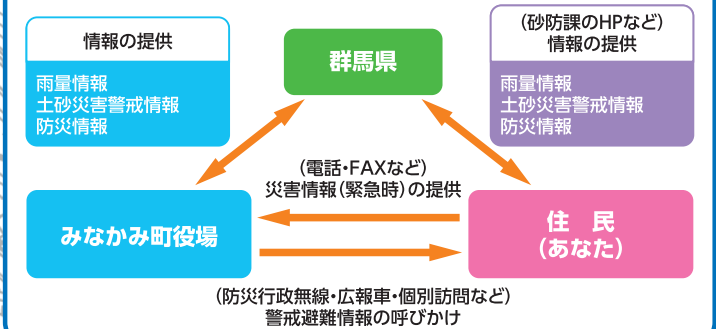 情報の提供
雨量情報
土砂災害警戒情報
防災情報
群馬県
(砂防課のHPなど)
情報の提供
雨量情報
土砂災害警戒情報
防災情報
(電話・FAXなど)
災害情報(緊急時)の提供
みなかみ町役場
住 民
(あなた)
(防災行政無線・広報車・個別訪問など)
警戒避難情報の呼びかけ